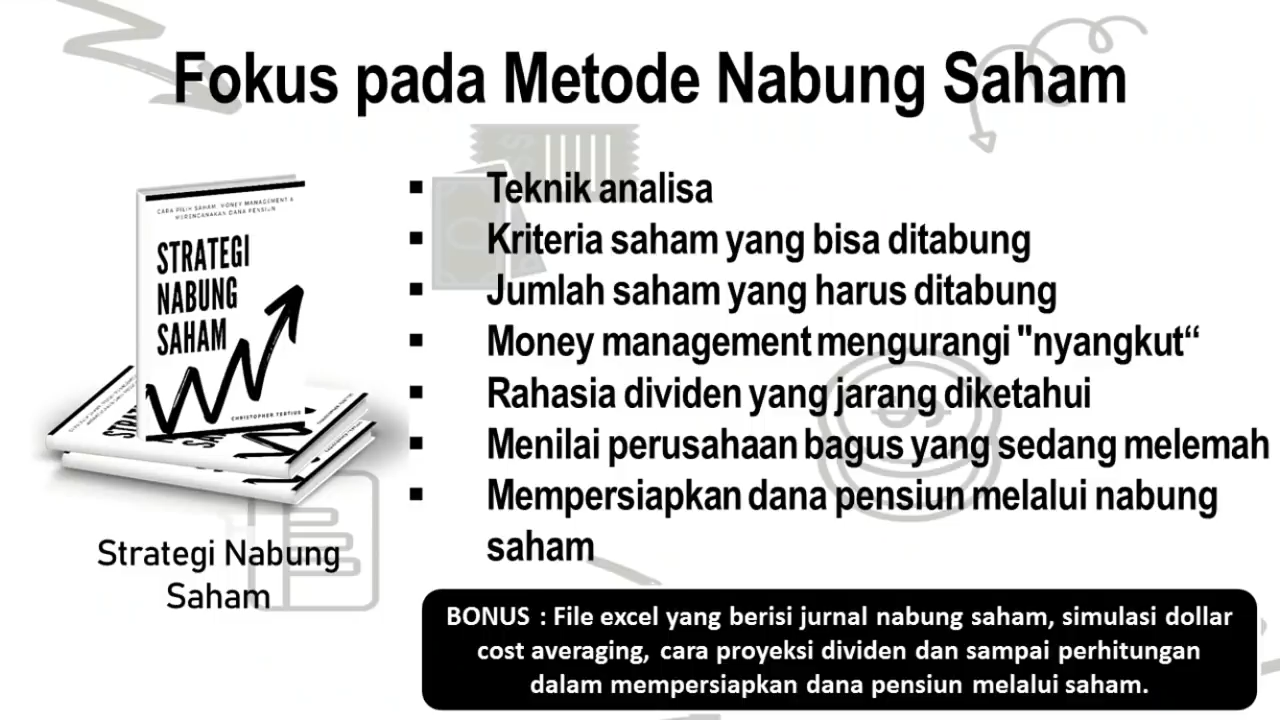 Fokus pada Metode Nabung Saham
CARA PILIH SAHAM, MONEY MANAGEMENT &
MERENCANAKAN DANA PENSIUN
STRATEGI
NABUNG
SAHAM
CHRISTOPHER TERTIUS
Strategi Nabung
Saham
▪ Teknik analisa
▪ Kriteria saham yang bisa ditabung
▪ Jumlah saham yang harus ditabung
▪ Money management mengurangi "nyangkut“
▪ Rahasia dividen yang jarang diketahui
▪ Menilai perusahaan bagus yang sedang melemah
▪ Mempersiapkan dana pensiun melalui nabung
saham
BONUS : File excel yang berisi jurnal nabung saham, simulasi dollar
cost averaging, cara proyeksi dividen dan sampai perhitungan
dalam mempersiapkan dana pensiun melalui saham.